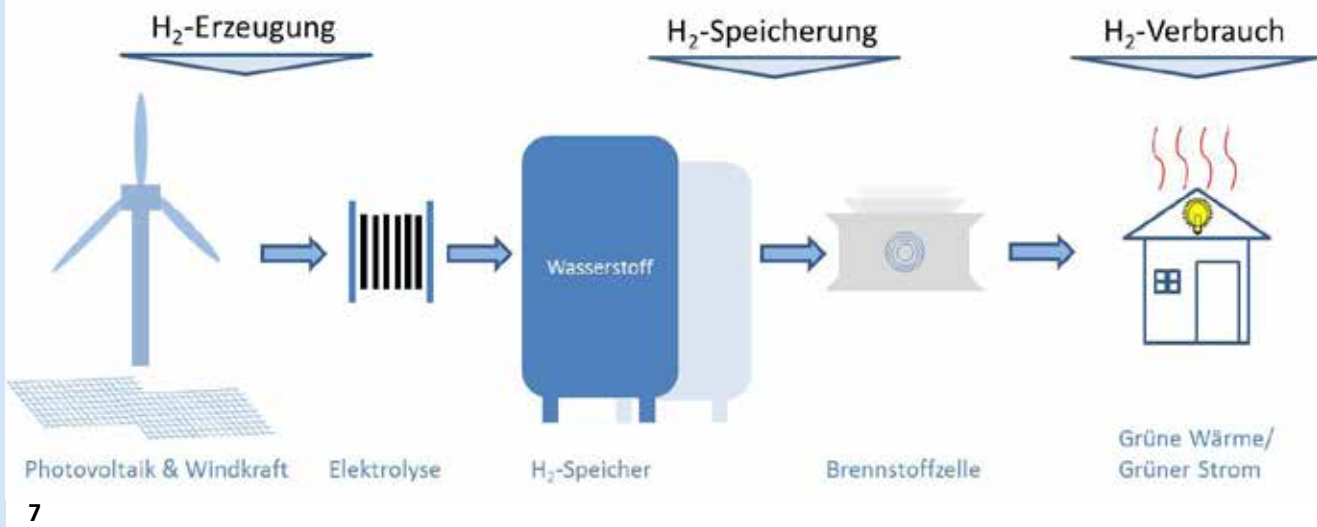 H₂-Erzeugung
H₂-Speicherung
H₂-Verbrauch
Wasserstoff
Photovoltaik & Windkraft
Elektrolyse
H₂-Speicher
Brennstoffzelle
Grüne Wärme/
Grüner Strom
7